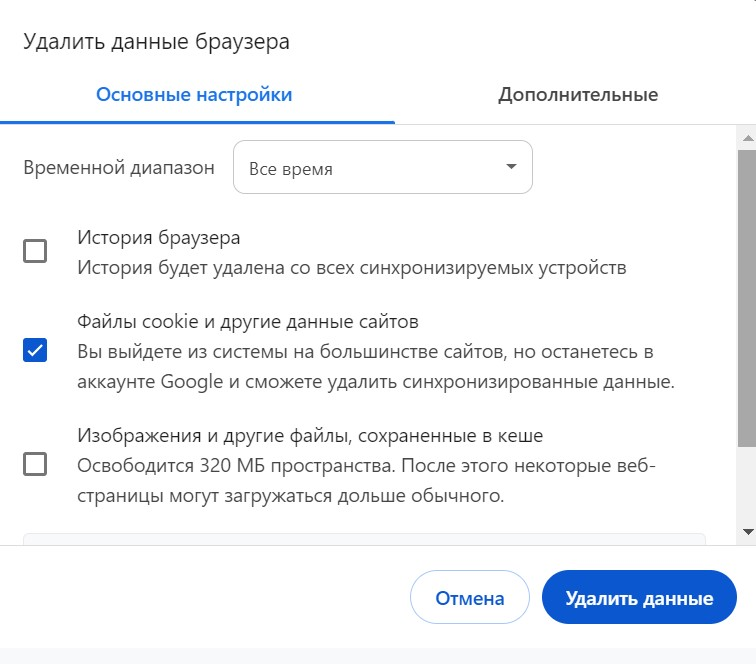 Удалить данные браузера
Основные настройки
Дополнительные
Временной диапазон
Все время
История браузера
История будет удалена со всех синхронизируемых устройств
Файлы cookie и другие данные сайтов
Вы выйдете из системы на большинстве сайтов, но останетесь в
аккаунте Google и сможете удалить синхронизированные данные.
Изображения и другие файлы, сохраненные в кеше
Освободится 320 МБ пространства. После этого некоторые веб-
страницы могут загружаться дольше обычного.
Отмена
Удалить данные